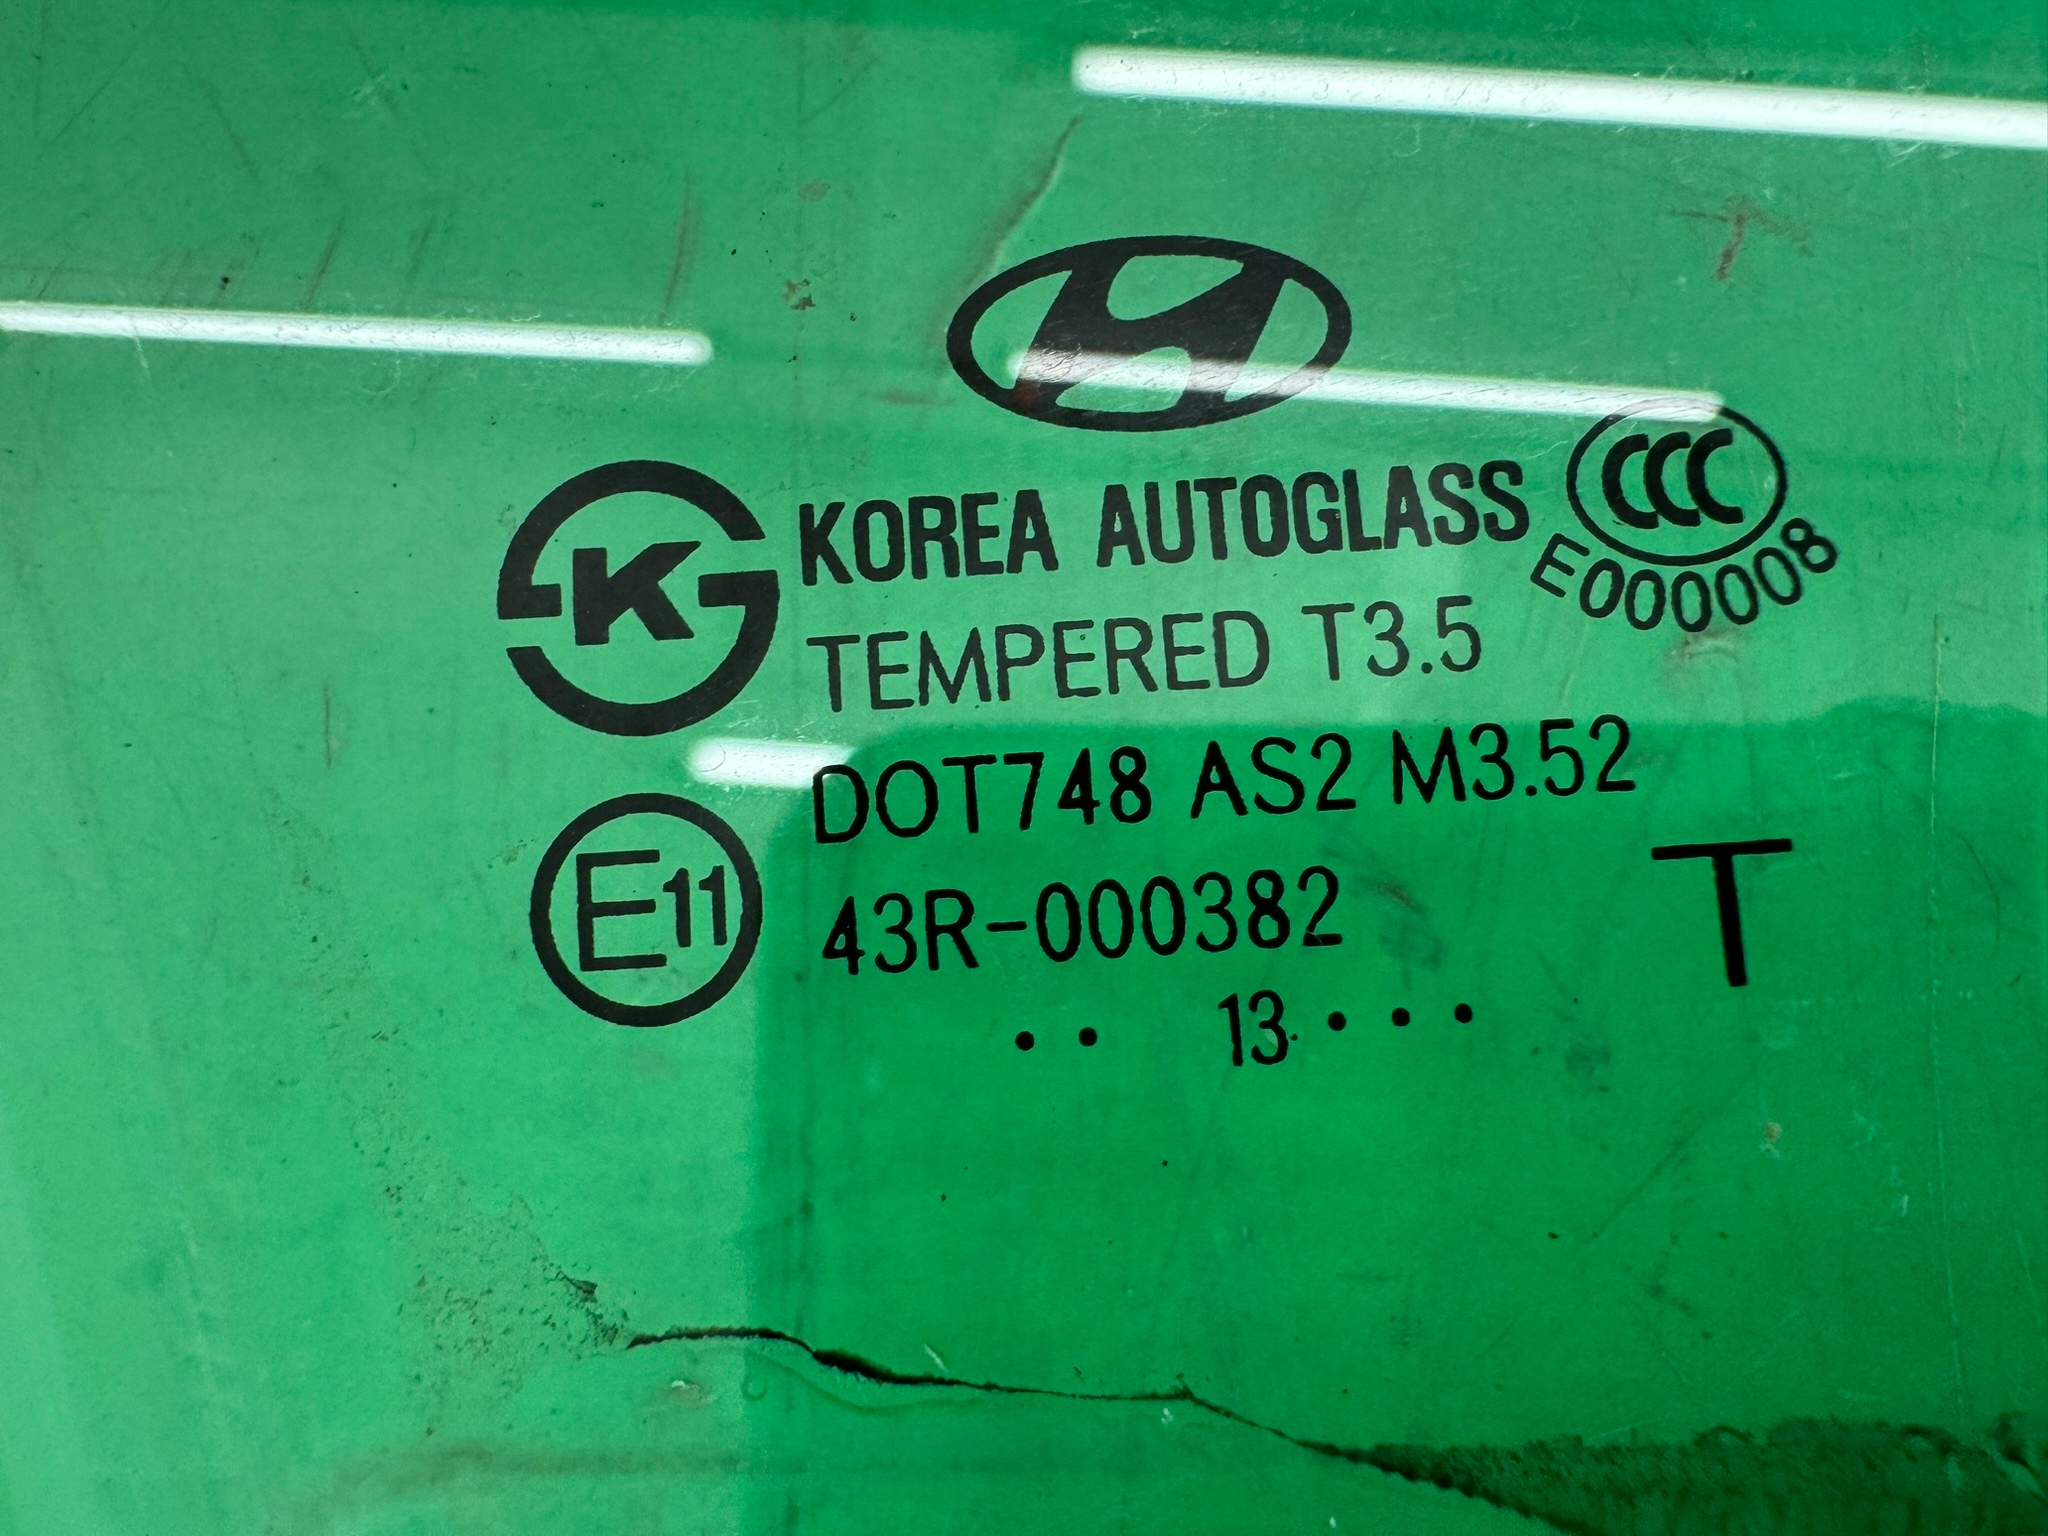 KOREA AUTOGLASS
CCC
E000008
K
TEMPERED T3.5
DOT748 AS2 M3.52
E11
43R-000382
T
•• 13•••